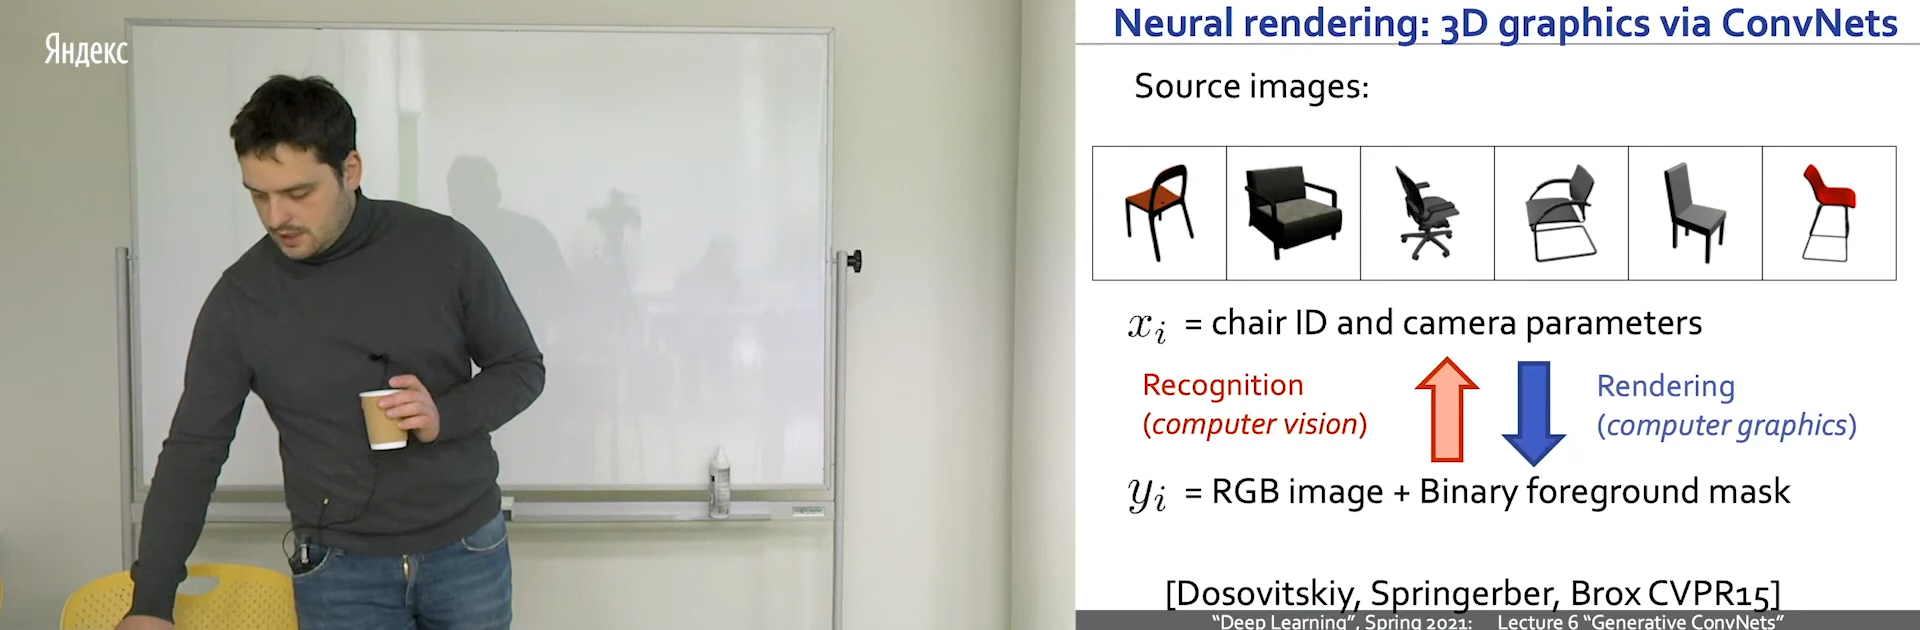 Яндекс
Neural rendering: 3D graphics via ConvNets
Source images:
x_i = chair ID and camera parameters
Recognition
(computer vision)
Rendering
(computer graphics)
y_i = RGB image + Binary foreground mask
[Dosovitskiy, Springerber, Brox CVPR15]
"Deep Learning", Spring 2021: Lecture 6 "Generative ConvNets"